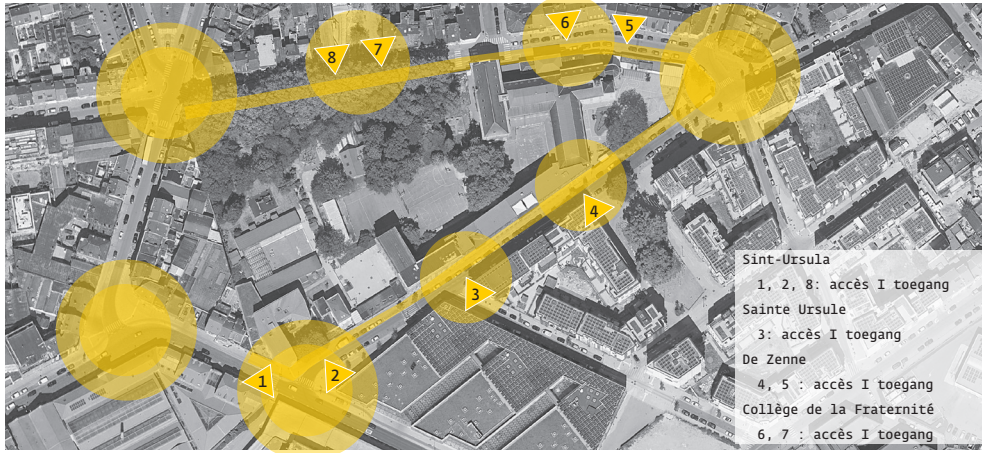 6
5
7
8
4
3
1
2
Sint-Ursula
1, 2, 8: accès I toegang
Sainte Ursule
3: accès I toegang
De Zenne
4, 5 : accès I toegang
Collège de la Fraternité
6, 7 : accès I toegang